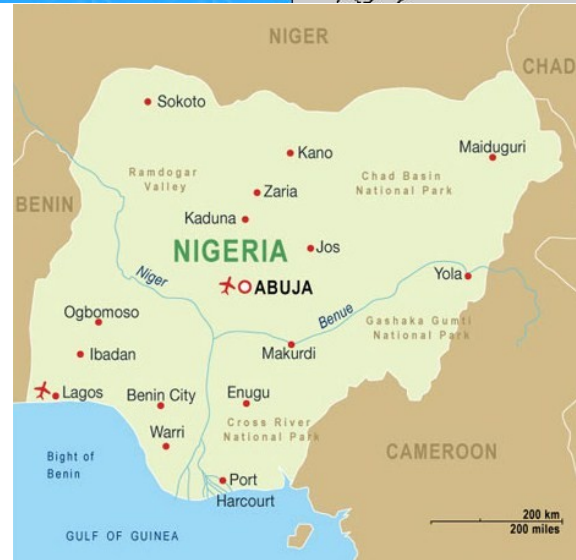 NIGER
CHAD
Sokoto
Kano
Maiduguri
Ramdogar
Valley
Chad Basin
National Park
Zaria
BENIN
Kaduna
NIGERIA
Jos
Niger
ABUJA
Yola
Benue
Ogbomoso
Gashaka Gumti
National Park
Ibadan
Makurdi
Lagos
Benin City
Enugu
Cross River
National Park
Warri
CAMEROON
Bight of
Benin
Port
Harcourt
GULF OF GUINEA
200 km
200 miles